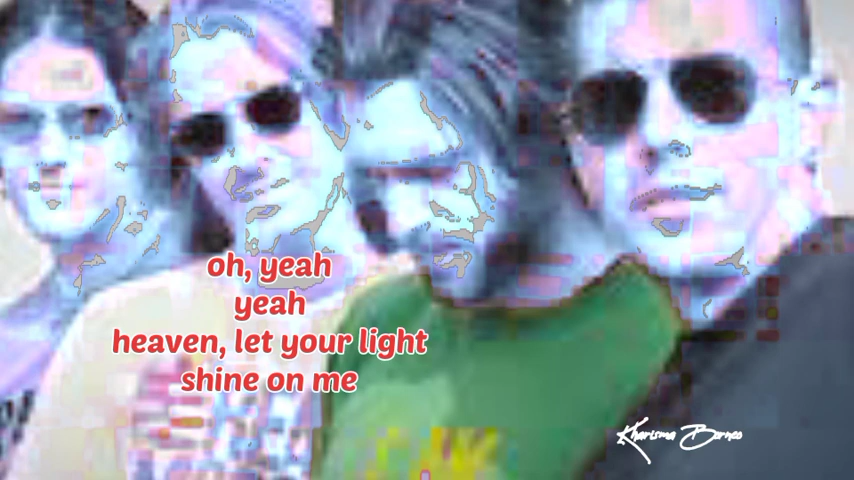 oh, yeah
yeah
heaven, let your light
shine on me
Kharisma Borneo